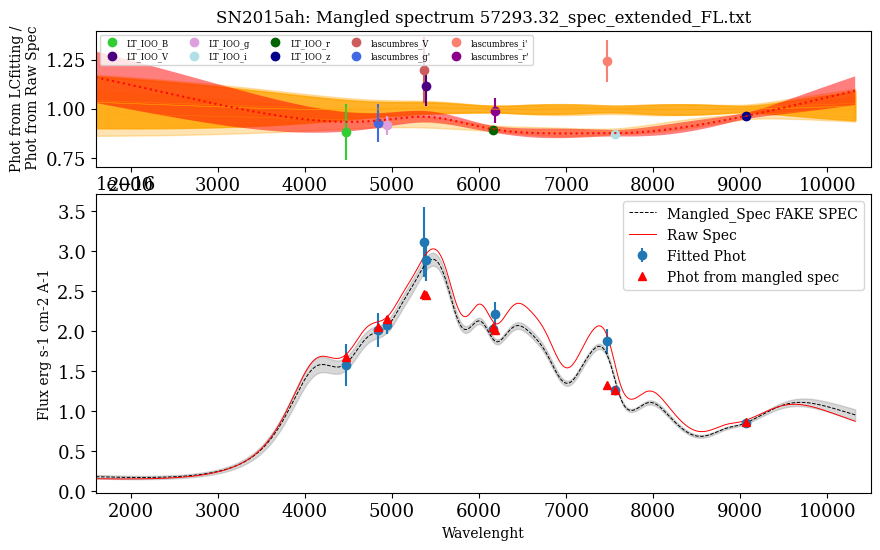 SN2015ah: Mangled spectrum 57293.32_spec_extended_FL.txt
Phot from LCfitting /
Phot from Raw Spec
1.25
1.00
0.75
LT_IOO_B
LT_IOO_V
LT_IOO_g
LT_IOO_i
LT_IOO_r
LT_IOO_z
lascumbres_V
lascumbres_g'
lascumbres_i'
lascumbres_r'
2000 3000 4000 5000 6000 7000 8000 9000 10000
1e−16
Flux erg s-1 cm-2 A-1
3.5
3.0
2.5
2.0
1.5
1.0
0.5
0.0
Mangled_Spec FAKE SPEC
Raw Spec
Fitted Phot
Phot from mangled spec
2000 3000 4000 5000 6000 7000 8000 9000 10000
Wavelenght